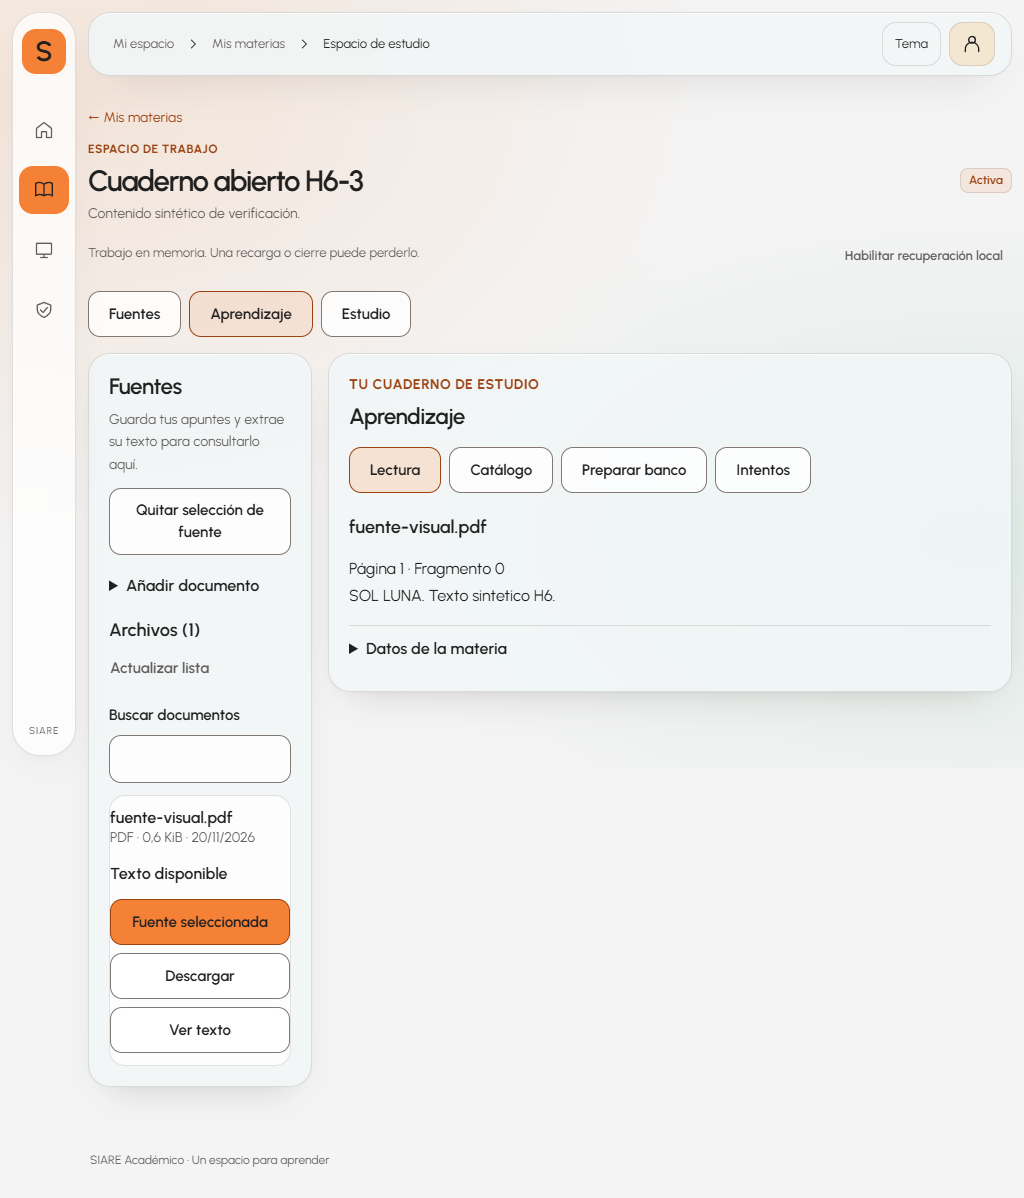 S
Mi espacio > Mis materias > Espacio de estudio
Tema
← Mis materias
ESPACIO DE TRABAJO
Cuaderno abierto H6-3
Activa
Contenido sintético de verificación.
Trabajo en memoria. Una recarga o cierre puede perderlo.
Habilitar recuperación local
Fuentes
Aprendizaje
Estudio
Fuentes
Guarda tus apuntes y extrae
su texto para consultarlo
aquí.
Quitar selección de
fuente
Añadir documento
Archivos (1)
Actualizar lista
Buscar documentos
fuente-visual.pdf
PDF · 0,6 KiB · 20/11/2026
Texto disponible
Fuente seleccionada
Descargar
Ver texto
TU CUADERNO DE ESTUDIO
Aprendizaje
Lectura
Catálogo
Preparar banco
Intentos
fuente-visual.pdf
Página 1 · Fragmento 0
SOL LUNA. Texto sintetico H6.
Datos de la materia
SIARE
SIARE Académico · Un espacio para aprender